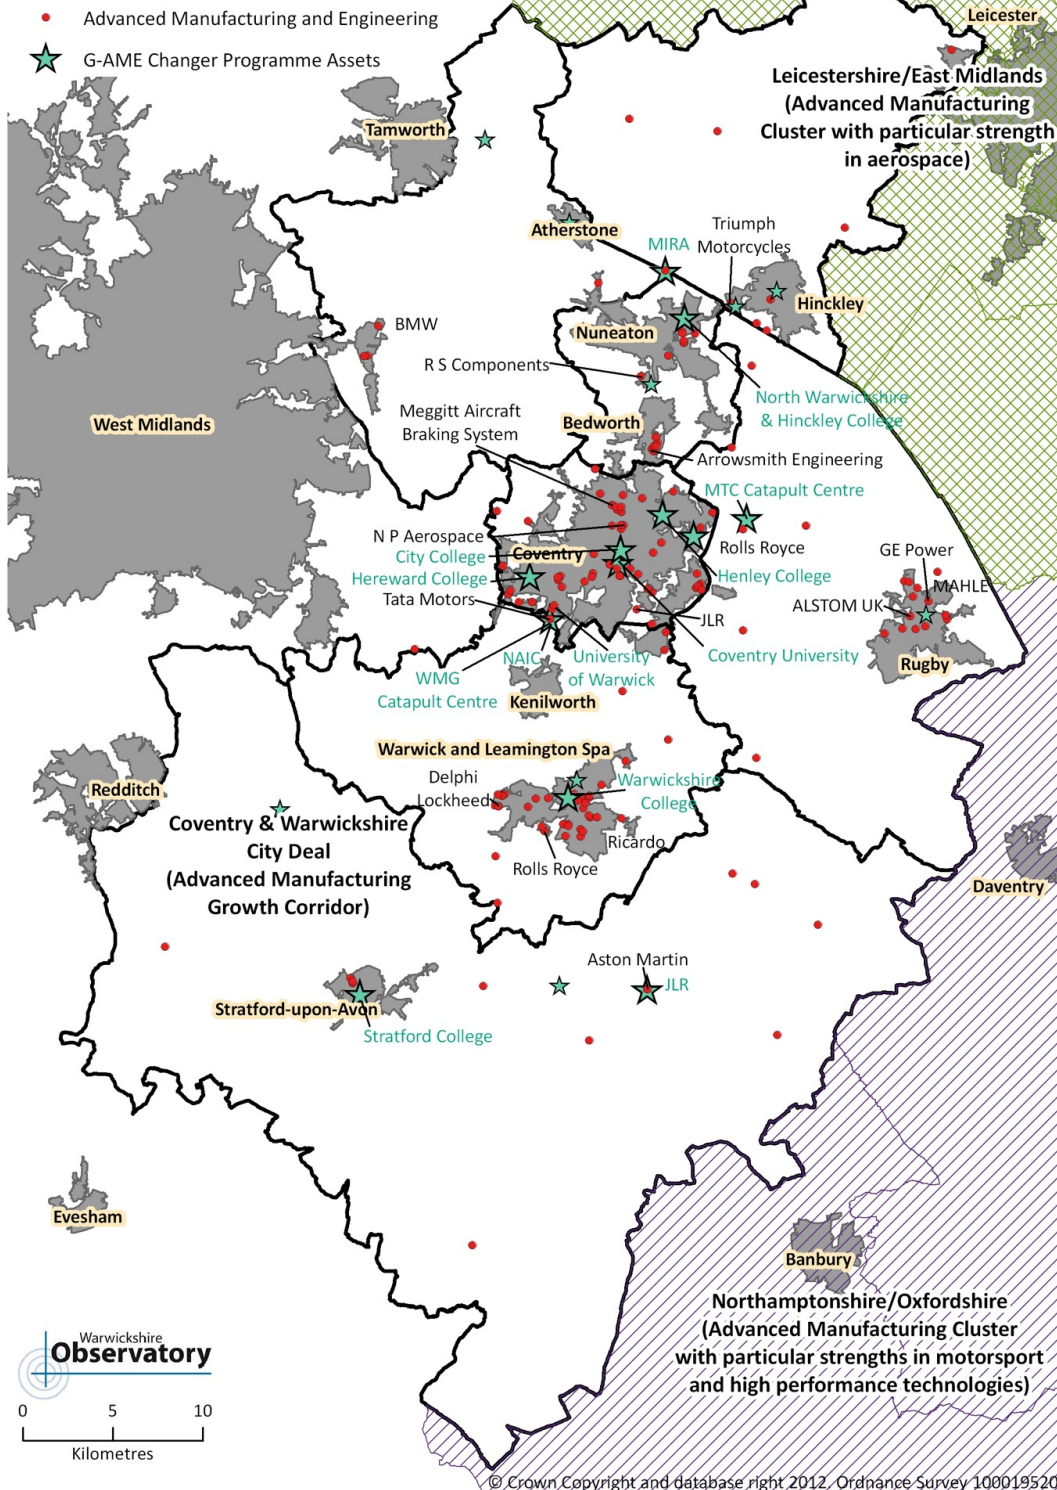 Advanced Manufacturing and Engineering
G-AME Changer Programme Assets
Leicester
Leicestershire/East Midlands
(Advanced Manufacturing
Cluster with particular strength
in aerospace)
Tamworth
Atherstone
MIRA
Triumph
Motorcycles
Hinckley
Nuneaton
BMW
R S Components
North Warwickshire
& Hinckley College
Meggitt Aircraft
Braking System
West Midlands
Bedworth
Arrowsmith Engineering
MTC Catapult Centre
N P Aerospace
City College
Coventry
Rolls Royce
GE Power
Hereward College
Henley College
MAHLE
Tata Motors
ALSTOM UK
JLR
NAIC
University
of Warwick
Coventry University
Rugby
WMG
Catapult Centre
Kenilworth
Warwick and Leamington Spa
Redditch
Delphi
Lockheed
Warwickshire
College
Coventry & Warwickshire
City Deal
(Advanced Manufacturing
Growth Corridor)
Ricardo
Rolls Royce
Daventry
Aston Martin
JLR
Stratford-upon-Avon
Stratford College
Evesham
Banbury
Northamptonshire/Oxfordshire
(Advanced Manufacturing Cluster
with particular strengths in motorsport
and high performance technologies)
Warwickshire
Observatory
0 5 10
Kilometres
© Crown Copyright and database right 2012. Ordnance Survey 100019520